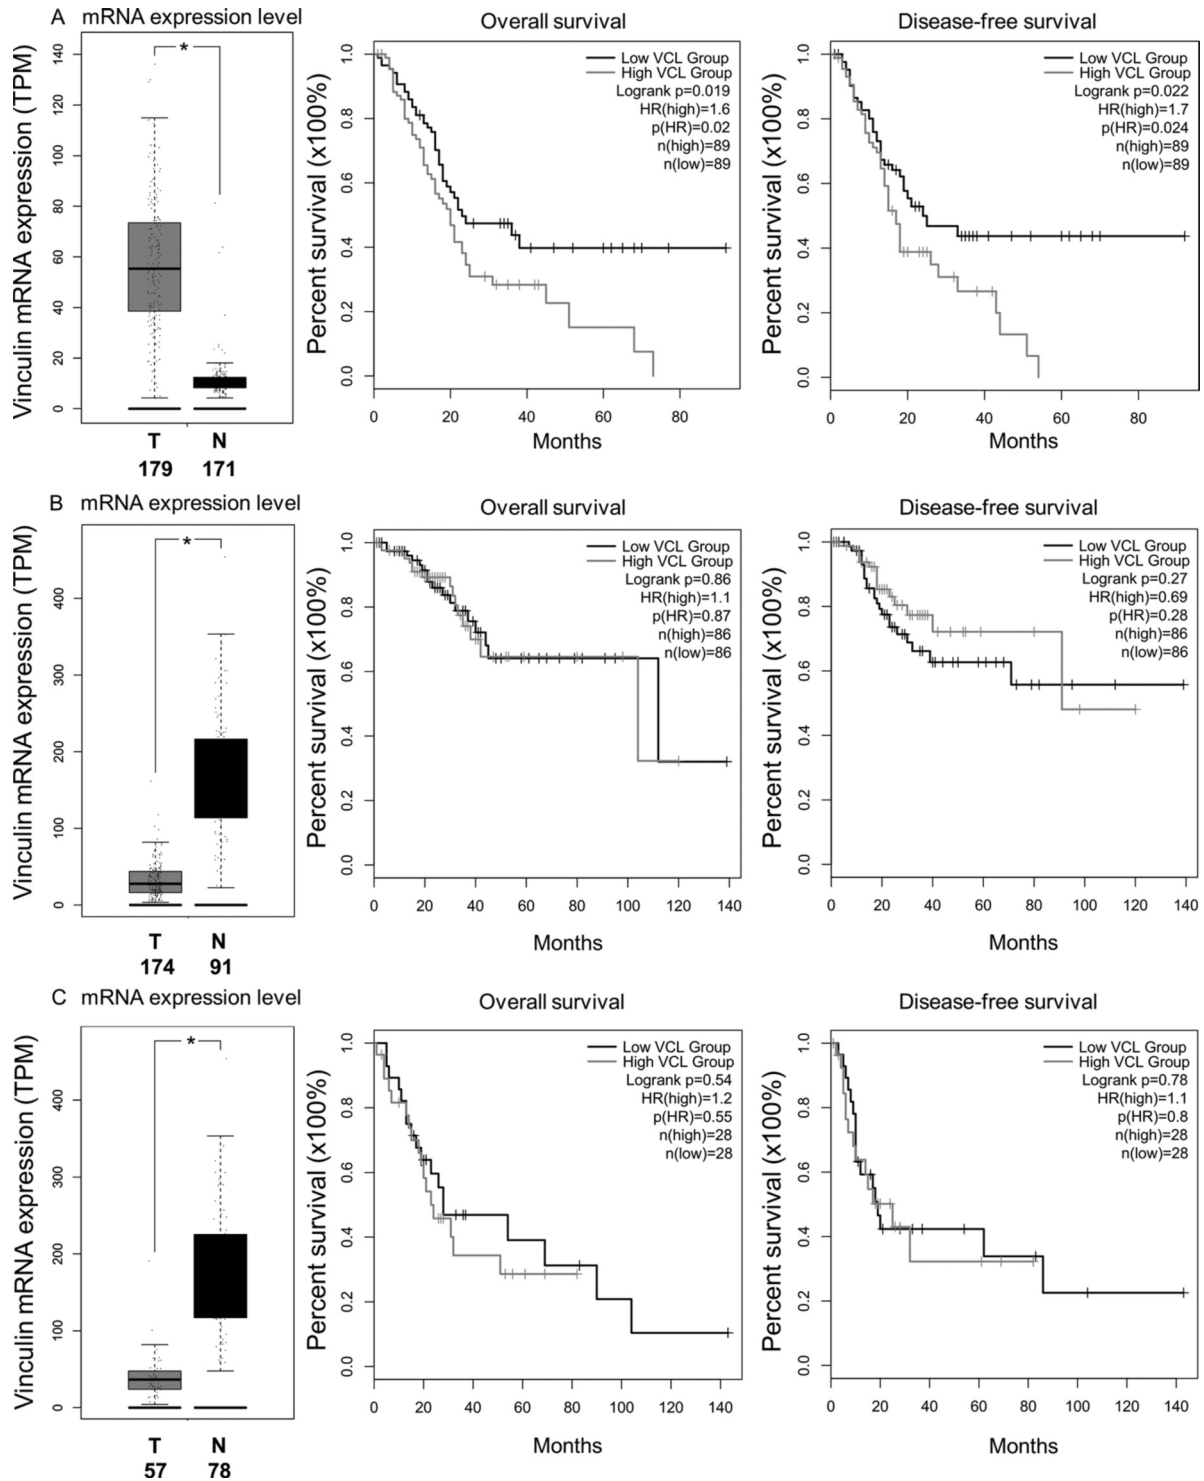 A mRNA expression level
Vinculin mRNA expression (TPM)
140
120
100
80
60
40
20
0
*
T N
179 171
Overall survival
Percent survival (x100%)
1.0
0.8
0.6
0.4
0.2
0.0
Low VCL Group
High VCL Group
Logrank p=0.019
HR(high)=1.6
p(HR)=0.02
n(high)=89
n(low)=89
0 20 40 60 80
Months
Disease-free survival
Percent survival (x100%)
1.0
0.8
0.6
0.4
0.2
0.0
Low VCL Group
High VCL Group
Logrank p=0.022
HR(high)=1.7
p(HR)=0.024
n(high)=89
n(low)=89
0 20 40 60 80
Months
B mRNA expression level
Vinculin mRNA expression (TPM)
400
300
200
100
0
*
T N
174 91
Overall survival
Percent survival (x100%)
1.0
0.8
0.6
0.4
0.2
0.0
Low VCL Group
High VCL Group
Logrank p=0.86
HR(high)=1.1
p(HR)=0.87
n(high)=86
n(low)=86
0 20 40 60 80 100 120 140
Months
Disease-free survival
Percent survival (x100%)
1.0
0.8
0.6
0.4
0.2
0.0
Low VCL Group
High VCL Group
Logrank p=0.27
HR(high)=0.69
p(HR)=0.28
n(high)=86
n(low)=86
0 20 40 60 80 100 120 140
Months
C mRNA expression level
Vinculin mRNA expression (TPM)
400
300
200
100
0
*
T N
57 78
Overall survival
Percent survival (x100%)
1.0
0.8
0.6
0.4
0.2
0.0
Low VCL Group
High VCL Group
Logrank p=0.54
HR(high)=1.2
p(HR)=0.55
n(high)=28
n(low)=28
0 20 40 60 80 100 120 140
Months
Disease-free survival
Percent survival (x100%)
1.0
0.8
0.6
0.4
0.2
0.0
Low VCL Group
High VCL Group
Logrank p=0.78
HR(high)=1.1
p(HR)=0.8
n(high)=28
n(low)=28
0 20 40 60 80 100 120 140
Months